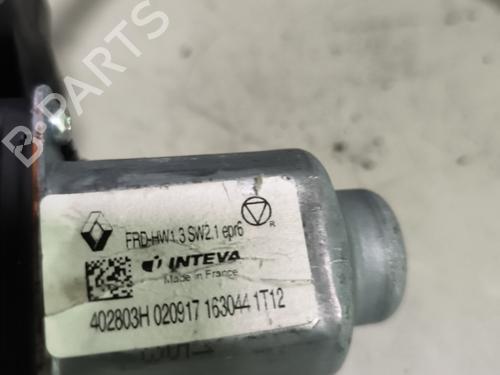 B-PARTS
FRD-HW1.3 SW2.1 epr6
R
INTEVA
Made in France
402803H 020917 163044 1T12